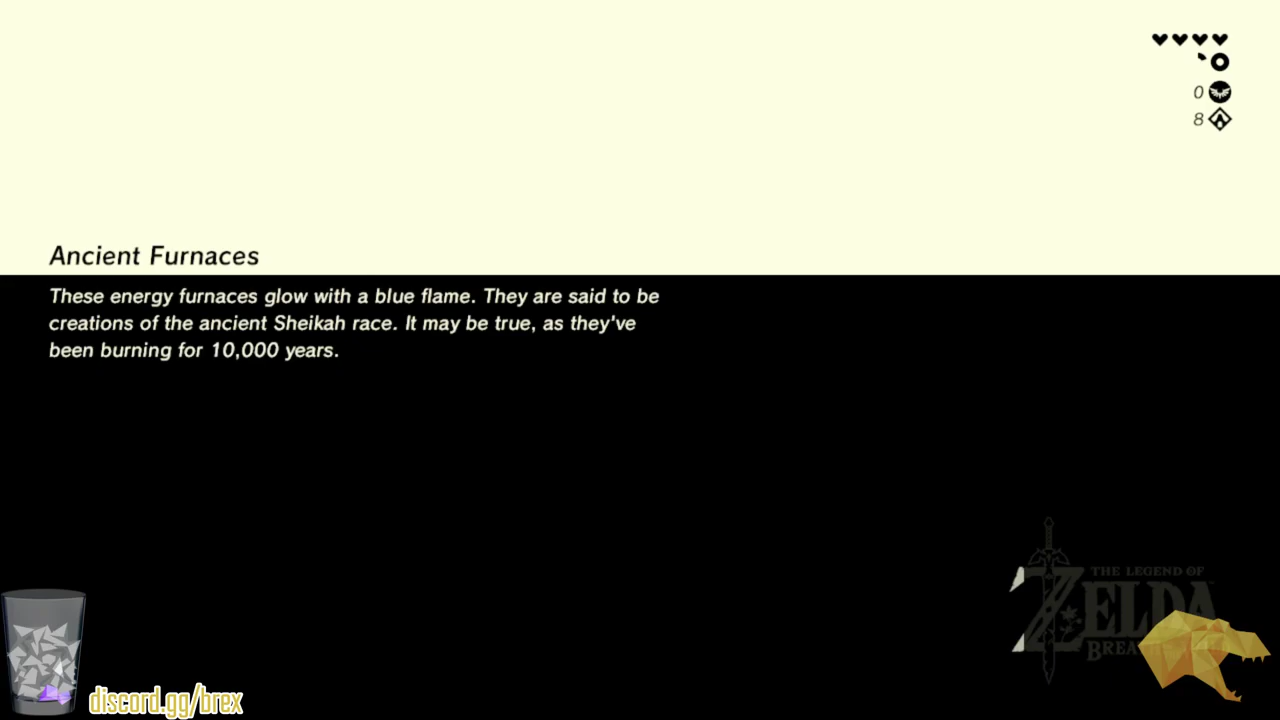 0
8
Ancient Furnaces
These energy furnaces glow with a blue flame. They are said to be
creations of the ancient Sheikah race. It may be true, as they've
been burning for 10,000 years.
THE LEGEND OF
ZELDA
discord.gg/brex